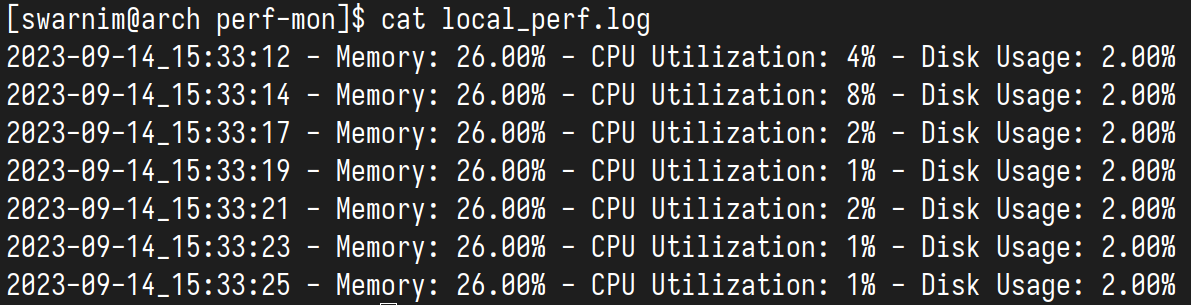 [swarnim@arch perf-mon]$ cat local_perf.log
2023-09-14_15:33:12 - Memory: 26.00% - CPU Utilization: 4% - Disk Usage: 2.00%
2023-09-14_15:33:14 - Memory: 26.00% - CPU Utilization: 8% - Disk Usage: 2.00%
2023-09-14_15:33:17 - Memory: 26.00% - CPU Utilization: 2% - Disk Usage: 2.00%
2023-09-14_15:33:19 - Memory: 26.00% - CPU Utilization: 1% - Disk Usage: 2.00%
2023-09-14_15:33:21 - Memory: 26.00% - CPU Utilization: 2% - Disk Usage: 2.00%
2023-09-14_15:33:23 - Memory: 26.00% - CPU Utilization: 1% - Disk Usage: 2.00%
2023-09-14_15:33:25 - Memory: 26.00% - CPU Utilization: 1% - Disk Usage: 2.00%